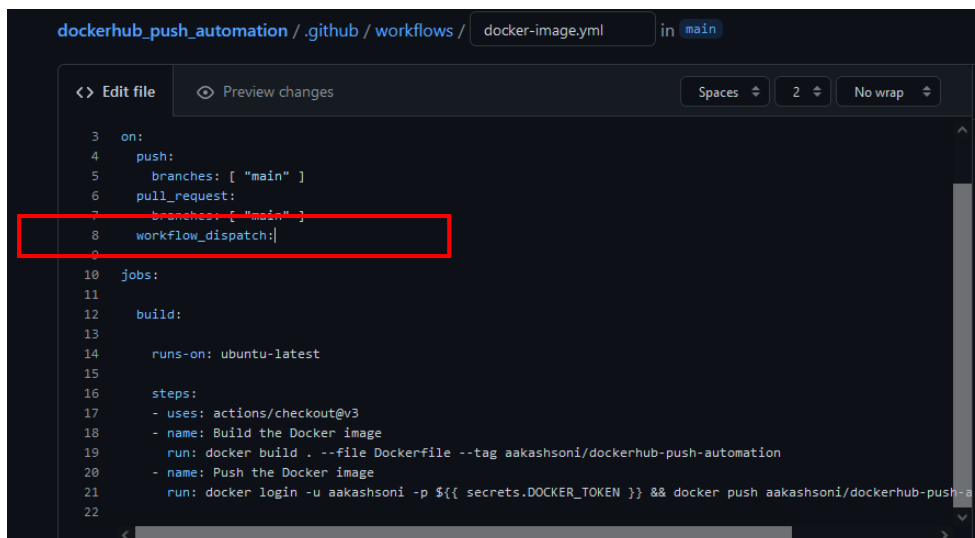 dockerhub_push_automation / .github / workflows / docker-image.yml in main
<> Edit file Preview changes Spaces 2 No wrap
3 on:
4 push:
5 branches: [ "main" ]
6 pull_request:
7 branches: [ "main" ]
8 workflow_dispatch:
9
10 jobs:
11
12 build:
13
14 runs-on: ubuntu-latest
15
16 steps:
17 - uses: actions/checkout@v3
18 - name: Build the Docker image
19 run: docker build . --file Dockerfile --tag aakashsoni/dockerhub-push-automation
20 - name: Push the Docker image
21 run: docker login -u aakashsoni -p ${{ secrets.DOCKER_TOKEN }} && docker push aakashsoni/dockerhub-push-a
22